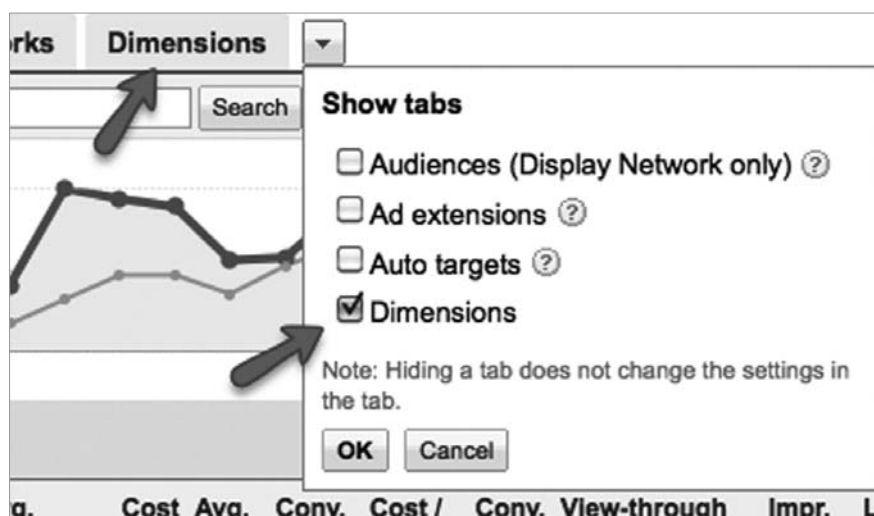 rks Dimensions
Search
Show tabs
Audiences (Display Network only) ?
Ad extensions ?
Auto targets ?
Dimensions
Note: Hiding a tab does not change the settings in
the tab.
OK Cancel
Cost Avg. Conv. Cost / Conv. View-through Impr.